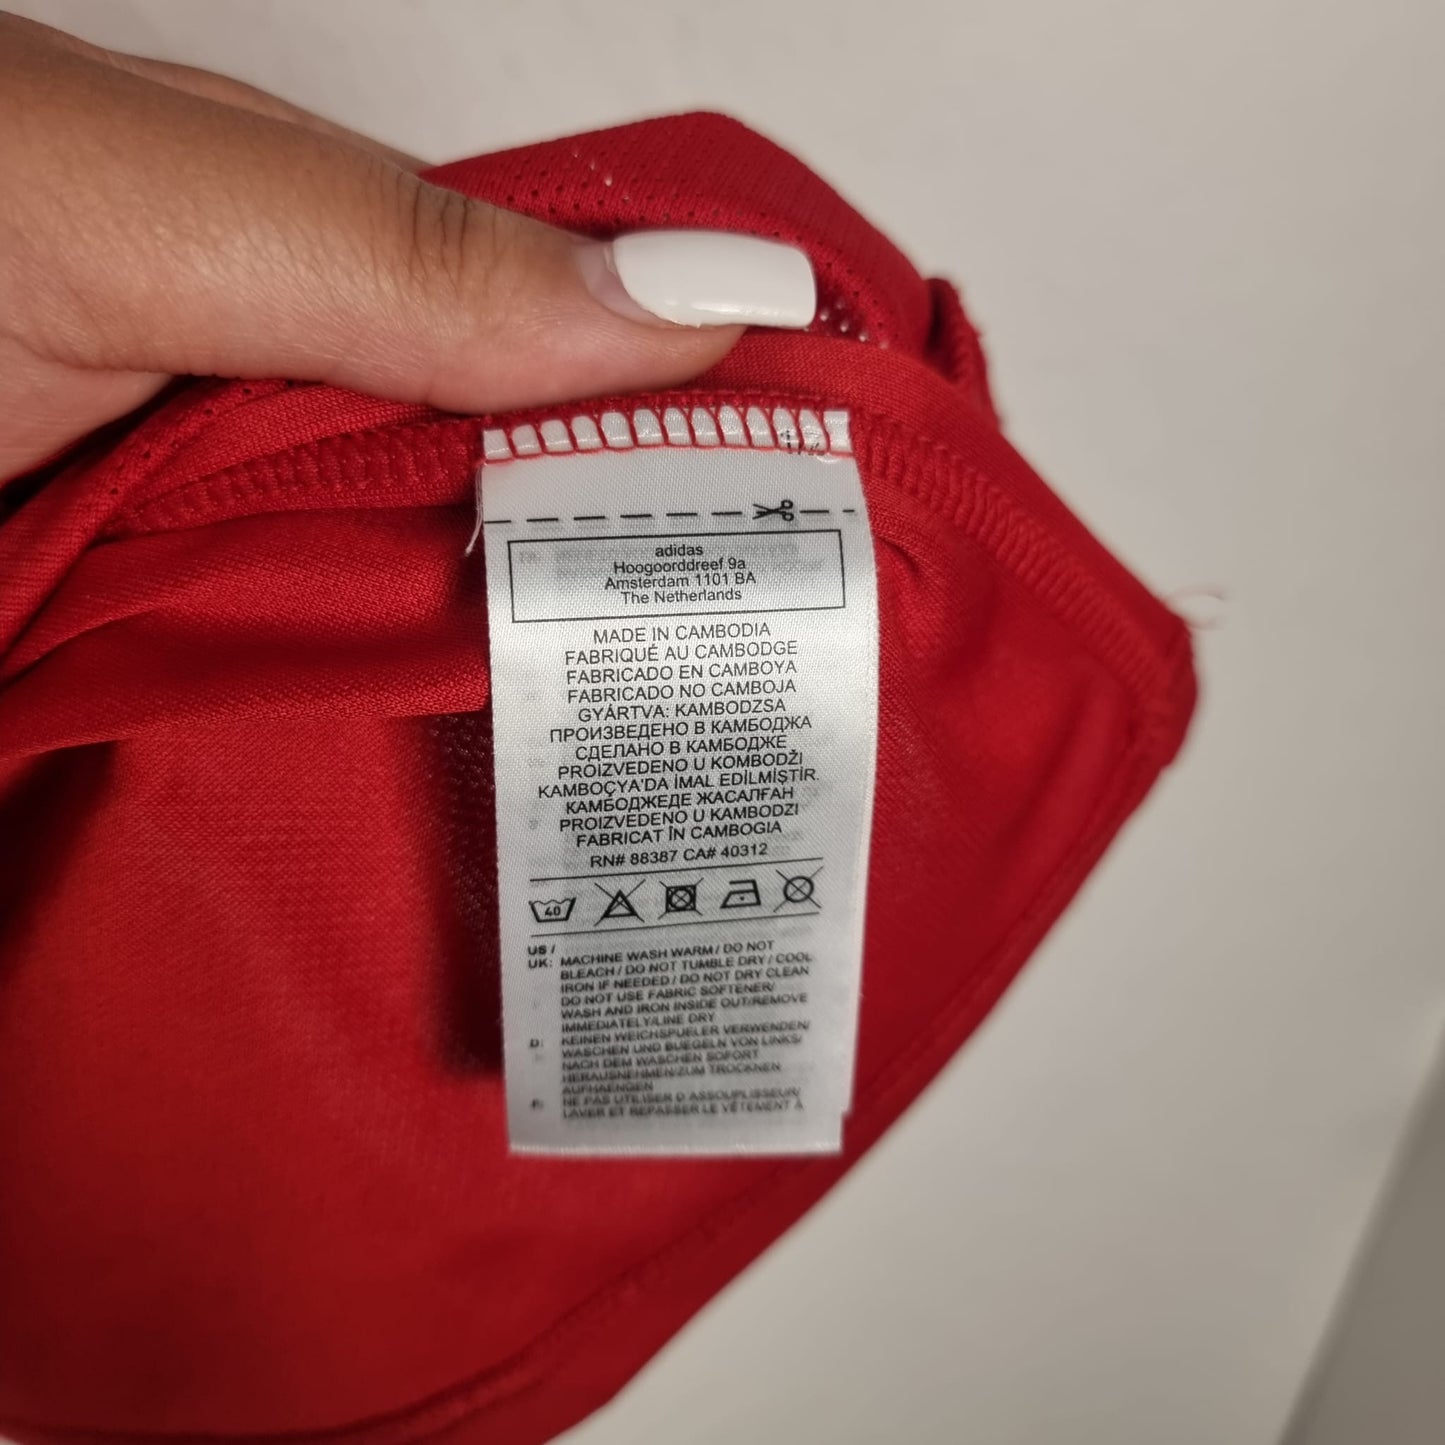 adidas
Hoogoorddreef 9a
Amsterdam 1101 BA
The Netherlands
MADE IN CAMBODIA
FABRIQUÉ AU CAMBODGE
FABRICADO EN CAMBOYA
FABRICADO NO CAMBOJA
GYÁRTVA: KAMBODZSA
ПРОИЗВЕДЕНО В КАМБОДЖА
СДЕЛАНО В КАМБОДЖЕ
PROIZVEDENO U KOMBODŽI
KAMBOÇYA'DA İMAL EDİLMİŞTİR.
КАМБОДЖЕДЕ ЖАСАЛҒАН
PROIZVEDENO U KAMBODZI
FABRICAT ÎN CAMBOGIA
RN# 88387 CA# 40312
40
US /
UK: MACHINE WASH WARM / DO NOT
BLEACH / DO NOT TUMBLE DRY / COOL
IRON IF NEEDED / DO NOT DRY CLEAN
DO NOT USE FABRIC SOFTENER/
WASH AND IRON INSIDE OUT/REMOVE
IMMEDIATELY/LINE DRY
D: KEINEN WEICHSPUELER VERWENDEN/
WASCHEN UND BUEGELN VON LINKS/
NACH DEM WASCHEN SOFORT
HERAUSNEHMEN/ZUM TROCKNEN
AUFHAENGEN
F: NE PAS UTILISER D ASSOUPLISSEUR/
LAVER ET REPASSER LE VÊTEMENT À